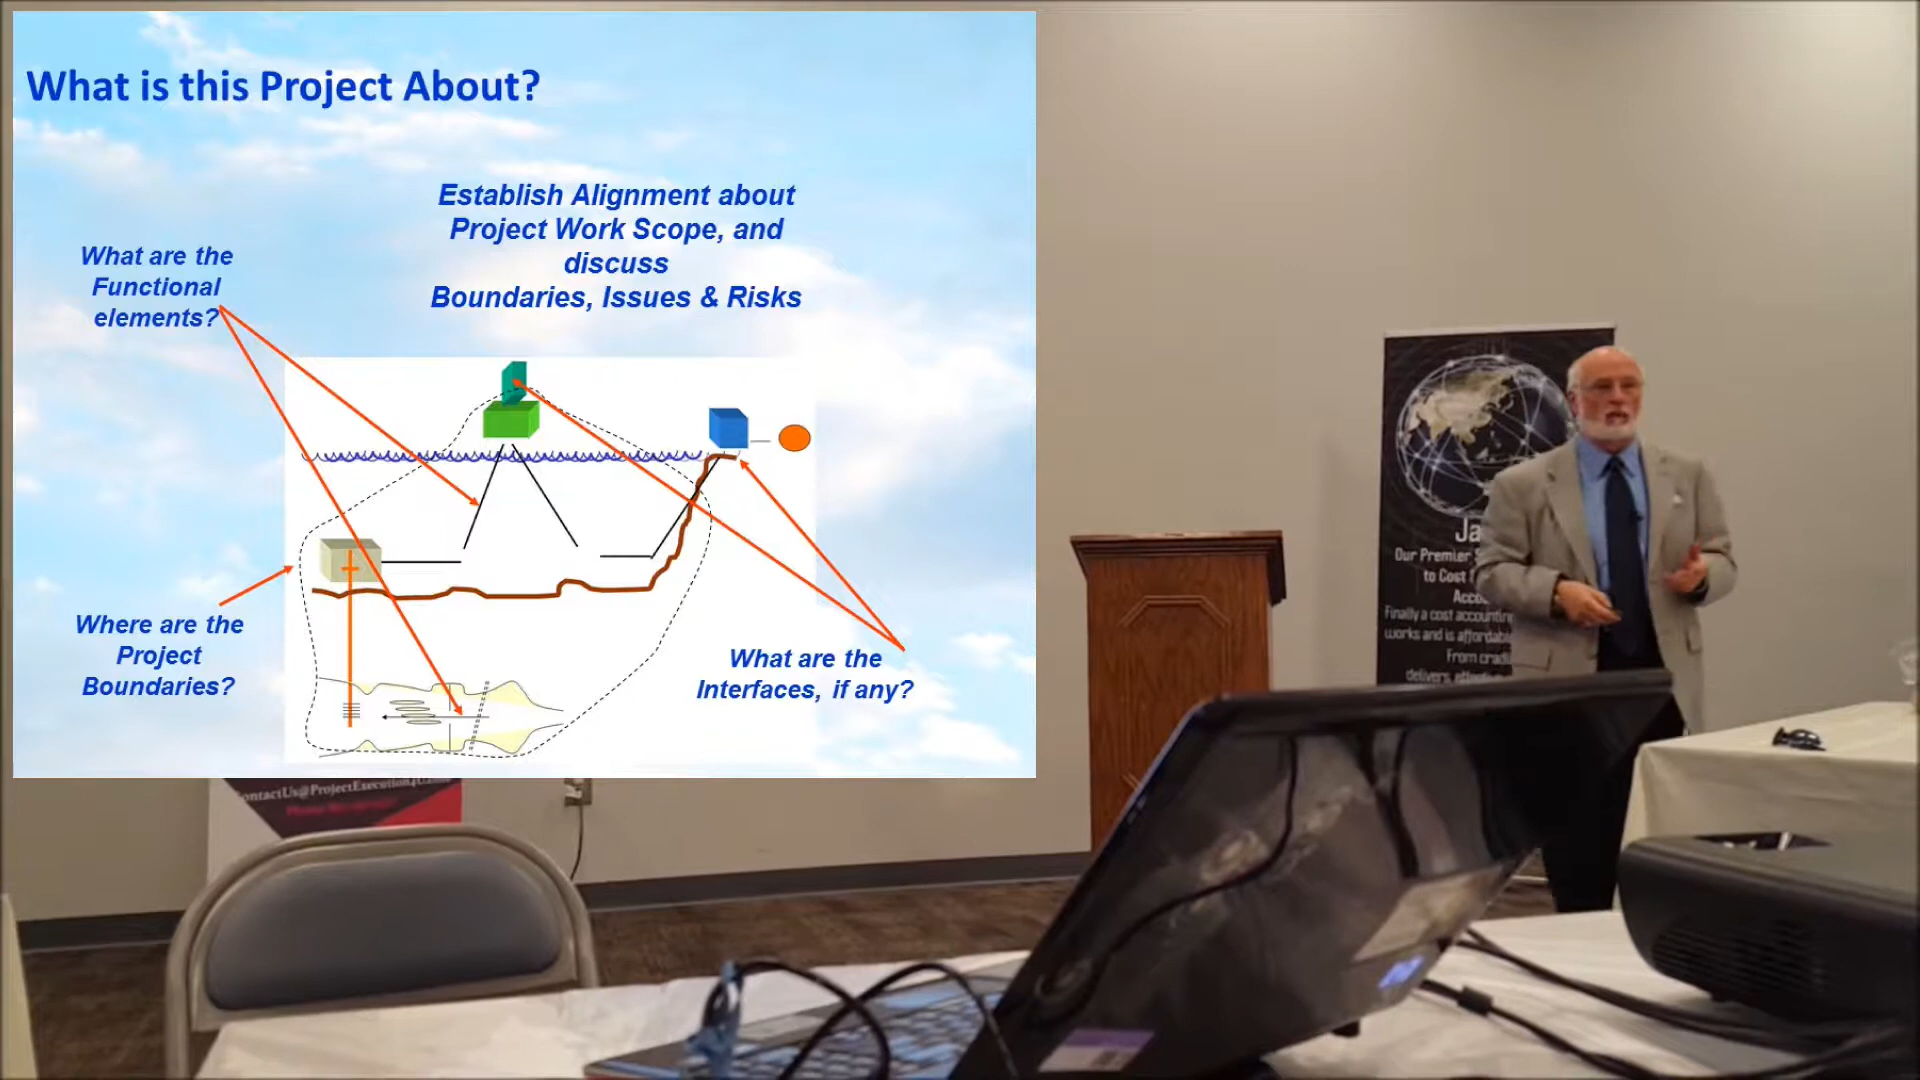 What is this Project About?
Establish Alignment about
Project Work Scope, and
discuss
Boundaries, Issues & Risks
What are the
Functional
elements?
Where are the
Project
Boundaries?
What are the
Interfaces, if any?
Our Premier
to Cost
Finally a cost accounting
works and is affordable
From
delivers,
hp